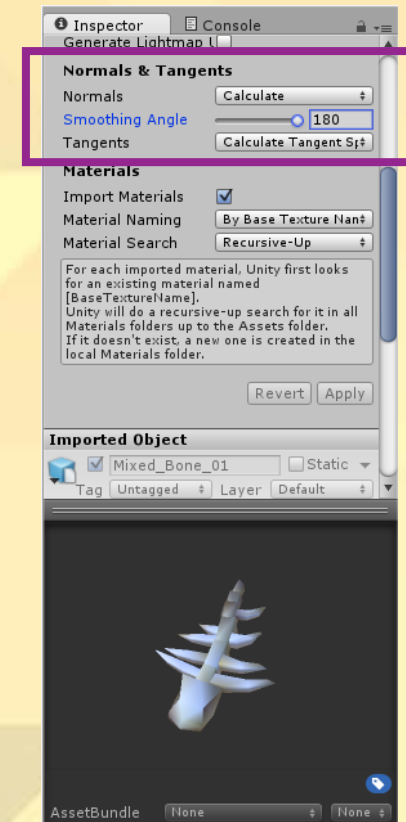 Inspector Console
Generate Lightmap U
Normals & Tangents
Normals Calculate
Smoothing Angle 180
Tangents Calculate Tangent Sp
Materials
Import Materials
Material Naming By Base Texture Nam
Material Search Recursive-Up
For each imported material, Unity first looks
for an existing material named
[BaseTextureName].
Unity will do a recursive-up search for it in all
Materials folders up to the Assets folder.
If it doesn't exist, a new one is created in the
local Materials folder.
Revert Apply
Imported Object
Mixed_Bone_01 Static
Tag Untagged Layer Default
AssetBundle None None